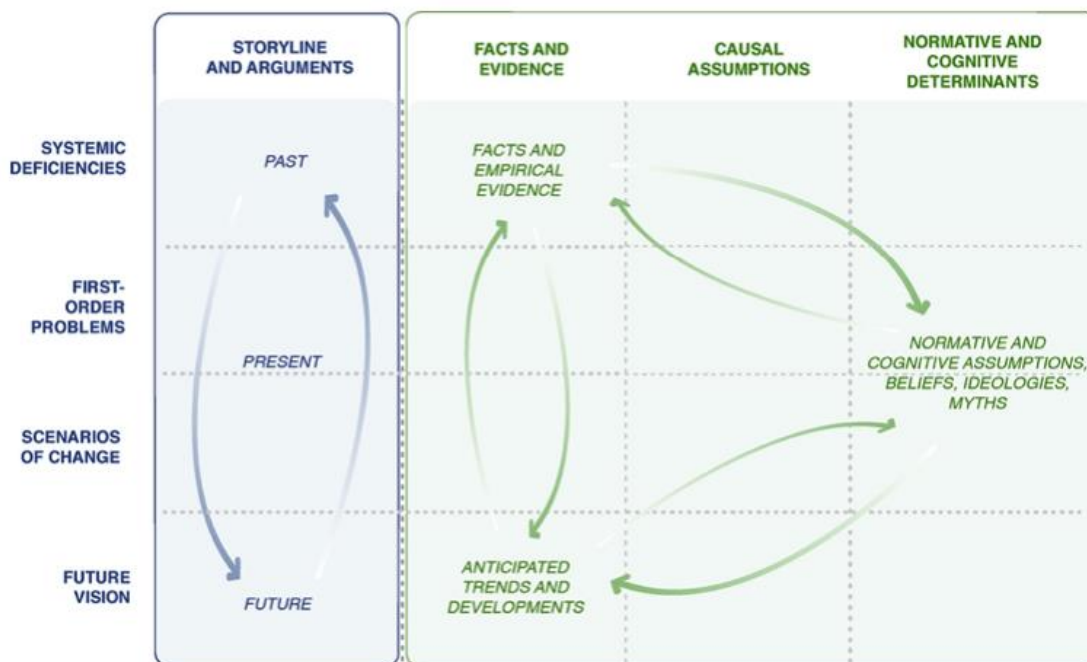 STORYLINE
AND ARGUMENTS
FACTS AND
EVIDENCE
CAUSAL
ASSUMPTIONS
NORMATIVE AND
COGNITIVE
DETERMINANTS
SYSTEMIC
DEFICIENCIES
PAST
FACTS AND
EMPIRICAL
EVIDENCE
FIRST-
ORDER
PROBLEMS
PRESENT
NORMATIVE AND
COGNITIVE ASSUMPTIONS,
BELIEFS, IDEOLOGIES,
MYTHS
SCENARIOS
OF CHANGE
FUTURE
VISION
FUTURE
ANTICIPATED
TRENDS AND
DEVELOPMENTS